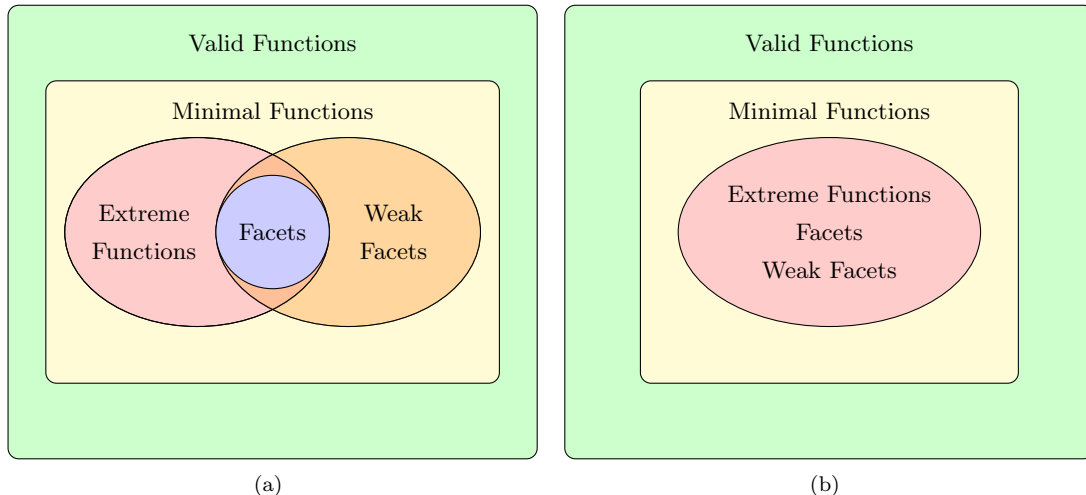 Valid Functions
Minimal Functions
Extreme
Functions
Facets
Weak
Facets
(a)
Valid Functions
Minimal Functions
Extreme Functions
Facets
Weak Facets
(b)